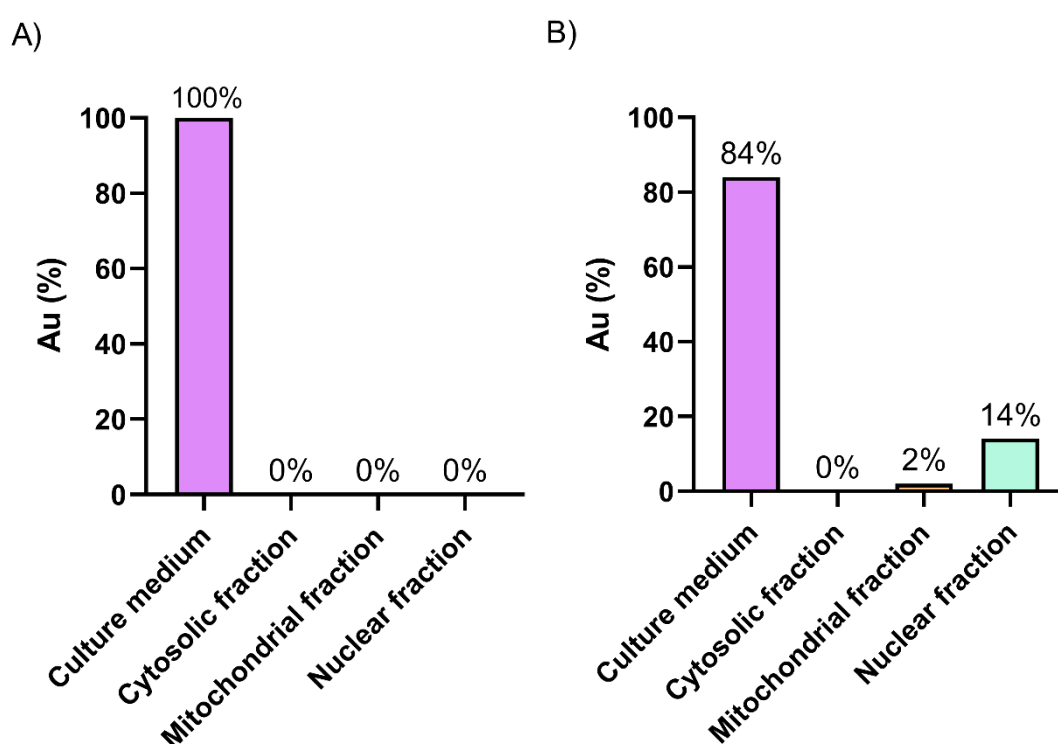 A)
100%
100
80
60
40
20
0
Au (%)
0%
0%
0%
Culture medium
Cytosolic fraction
Mitochondrial fraction
Nuclear fraction
B)
100
80
60
40
20
0
Au (%)
84%
0%
2%
14%
Culture medium
Cytosolic fraction
Mitochondrial fraction
Nuclear fraction